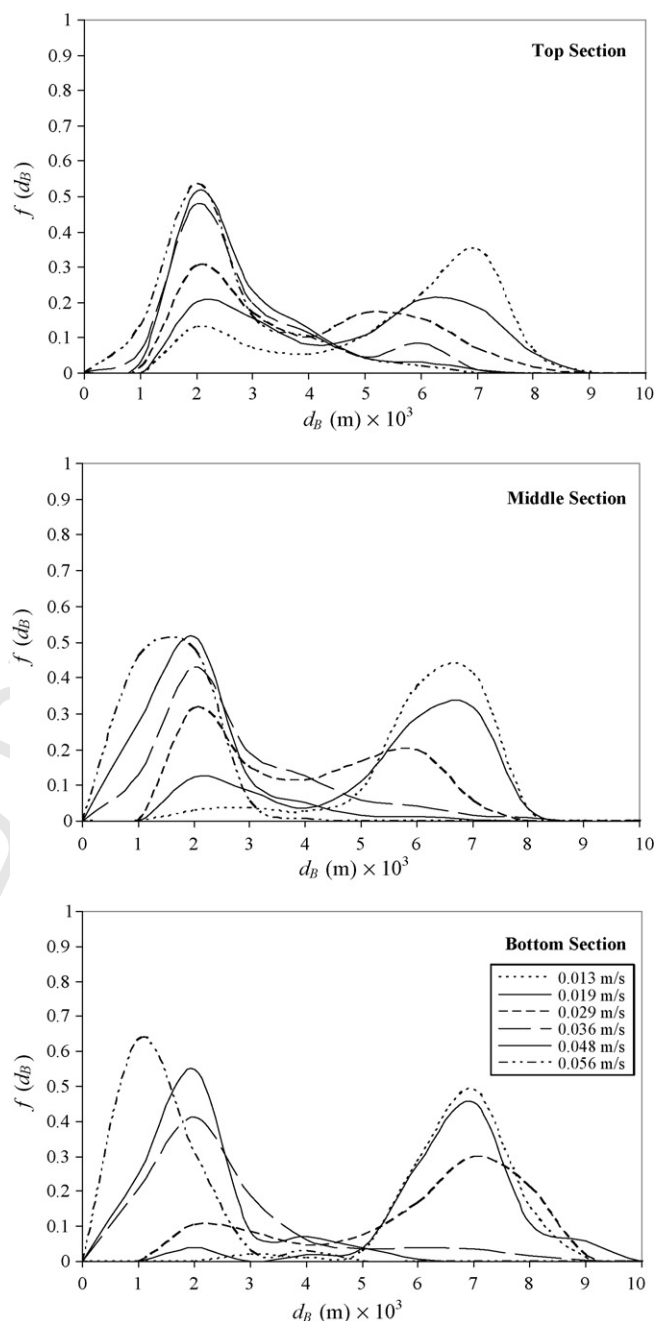 Top Section
1
0.9
0.8
0.7
0.6
0.5
0.4
0.3
0.2
0.1
0
f (dB)
0 1 2 3 4 5 6 7 8 9 10
dB (m) × 10³
Middle Section
1
0.9
0.8
0.7
0.6
0.5
0.4
0.3
0.2
0.1
0
f (dB)
0 1 2 3 4 5 6 7 8 9 10
dB (m) × 10³
Bottom Section
0.013 m/s
0.019 m/s
0.029 m/s
0.036 m/s
0.048 m/s
0.056 m/s
1
0.9
0.8
0.7
0.6
0.5
0.4
0.3
0.2
0.1
0
f (dB)
0 1 2 3 4 5 6 7 8 9 10
dB (m) × 10³